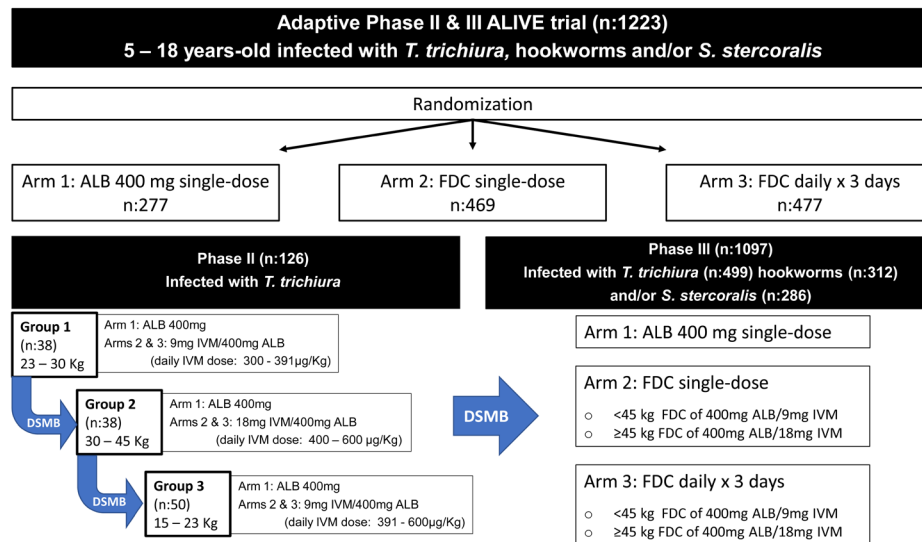 Adaptive Phase II & III ALIVE trial (n:1223)
5 – 18 years-old infected with T. trichiura, hookworms and/or S. stercoralis
Randomization
Arm 1: ALB 400 mg single-dose
n:277
Arm 2: FDC single-dose
n:469
Arm 3: FDC daily x 3 days
n:477
Phase II (n:126)
Infected with T. trichiura
Group 1
(n:38)
23 – 30 Kg
Arm 1: ALB 400mg
Arms 2 & 3: 9mg IVM/400mg ALB
(daily IVM dose: 300 - 391µg/Kg)
DSMB
Group 2
(n:38)
30 – 45 Kg
Arm 1: ALB 400mg
Arms 2 & 3: 18mg IVM/400mg ALB
(daily IVM dose: 400 – 600 µg/Kg)
DSMB
Group 3
(n:50)
15 – 23 Kg
Arm 1: ALB 400mg
Arms 2 & 3: 9mg IVM/400mg ALB
(daily IVM dose: 391 - 600µg/Kg)
DSMB
Phase III (n:1097)
Infected with T. trichiura (n:499) hookworms (n:312)
and/or S. stercoralis (n:286)
Arm 1: ALB 400 mg single-dose
Arm 2: FDC single-dose
o <45 kg FDC of 400mg ALB/9mg IVM
o ≥45 kg FDC of 400mg ALB/18mg IVM
Arm 3: FDC daily x 3 days
o <45 kg FDC of 400mg ALB/9mg IVM
o ≥45 kg FDC of 400mg ALB/18mg IVM